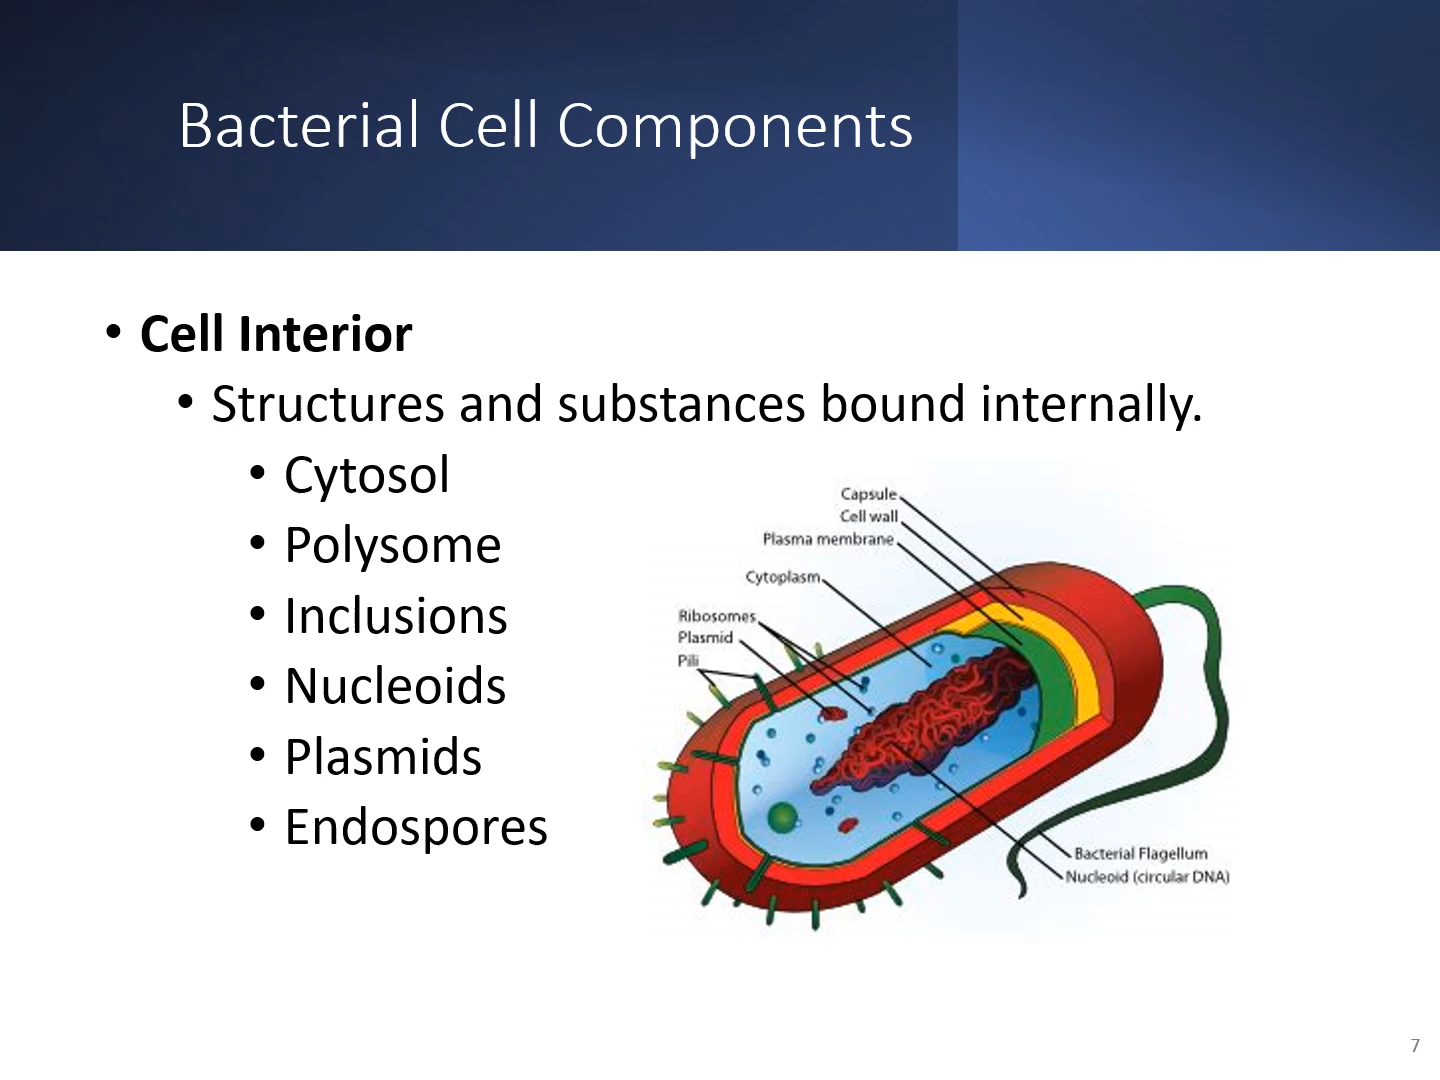 Bacterial Cell Components
• Cell Interior
• Structures and substances bound internally.
• Cytosol
• Polysome
• Inclusions
• Nucleoids
• Plasmids
• Endospores
Capsule
Cell wall
Plasma membrane
Cytoplasm
Ribosomes
Plasmid
Pili
Bacterial Flagellum
Nucleoid (circular DNA)
7